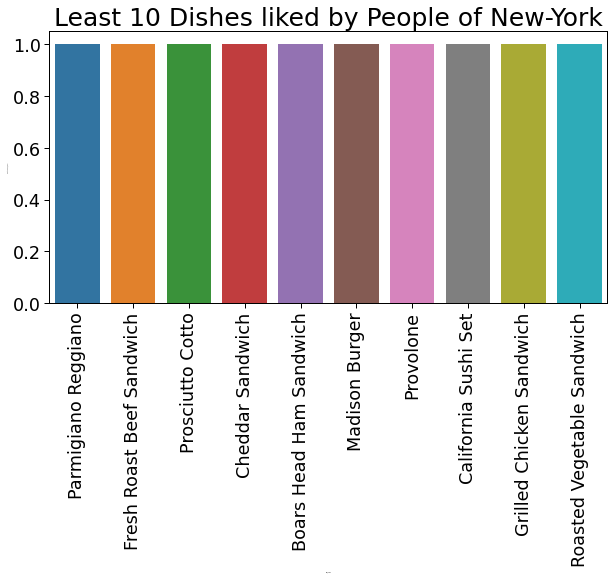 Least 10 Dishes liked by People of New-York
1.0
0.8
0.6
0.4
0.2
0.0
Parmigiano Reggiano
Fresh Roast Beef Sandwich
Prosciutto Cotto
Cheddar Sandwich
Boars Head Ham Sandwich
Madison Burger
Provolone
California Sushi Set
Grilled Chicken Sandwich
Roasted Vegetable Sandwich